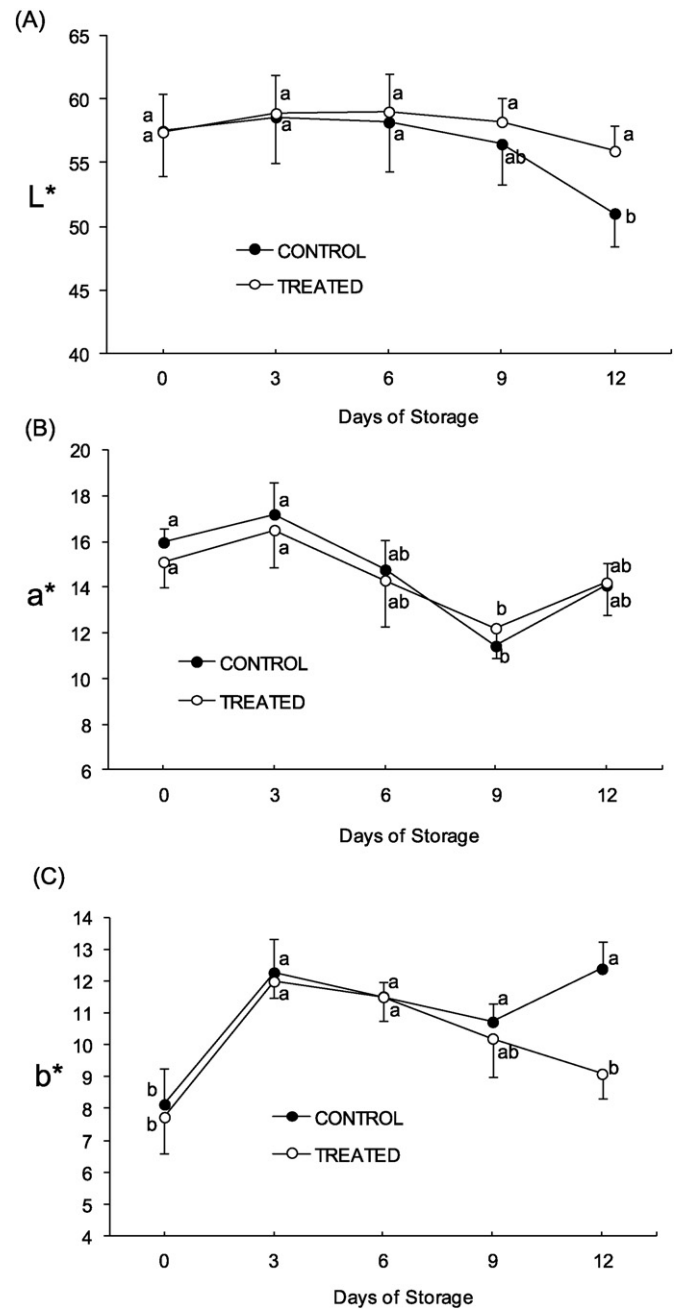 (A)
65
60
55
50
45
40
L*
a
a
a
a
a
a
a
ab
a
b
CONTROL
TREATED
0 3 6 9 12
Days of Storage
(B)
20
18
16
14
12
10
8
6
a*
a
a
a
a
ab
ab
b
b
ab
ab
CONTROL
TREATED
0 3 6 9 12
Days of Storage
(C)
14
13
12
11
10
9
8
7
6
5
4
b*
b
b
a
a
a
a
a
ab
a
b
CONTROL
TREATED
0 3 6 9 12
Days of Storage